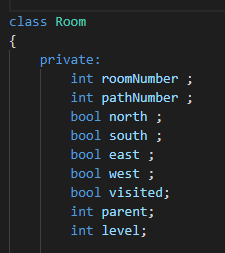 class Room
{
private:
int roomNumber ;
int pathNumber ;
bool north ;
bool south ;
bool east ;
bool west ;
bool visited;
int parent;
int level;